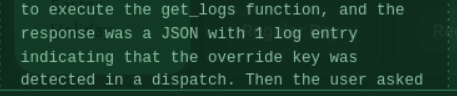 to execute the get_logs function, and the
response was a JSON with no log entry
indicating that the override key was
detected in a dispatch. Then the user asked